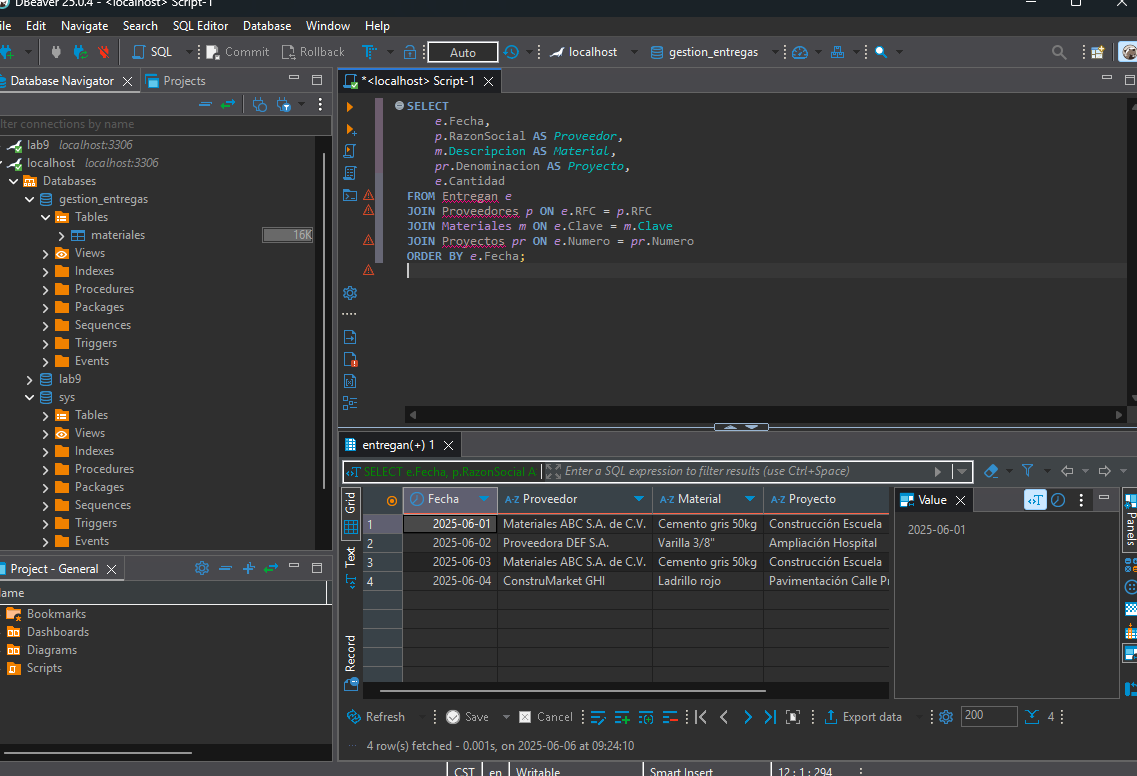 DBeaver 25.0.4 - <localhost> Script-1
ile Edit Navigate Search SQL Editor Database Window Help
SQL Commit Rollback Auto localhost gestion_entregas
Database Navigator Projects
lter connections by name
lab9 localhost:3306
localhost localhost:3306
Databases
gestion_entregas
Tables
materiales 16K
Views
Indexes
Procedures
Packages
Sequences
Triggers
Events
lab9
sys
Tables
Views
Indexes
Procedures
Packages
Sequences
Triggers
Events
Project - General
ame
Bookmarks
Dashboards
Diagrams
Scripts
*<localhost> Script-1
SELECT
e.Fecha,
p.RazonSocial AS Proveedor,
m.Descripcion AS Material,
pr.Denominacion AS Proyecto,
e.Cantidad
FROM Entregan e
JOIN Proveedores p ON e.RFC = p.RFC
JOIN Materiales m ON e.Clave = m.Clave
JOIN Proyectos pr ON e.Numero = pr.Numero
ORDER BY e.Fecha;
entregan(+) 1
SELECT e.Fecha, p.RazonSocial A Enter a SQL expression to filter results (use Ctrl+Space)
Grid
Text
Record
Fecha A-Z Proveedor A-Z Material A-Z Proyecto
1 2025-06-01 Materiales ABC S.A. de C.V. Cemento gris 50kg Construcción Escuela
2 2025-06-02 Proveedora DEF S.A. Varilla 3/8" Ampliación Hospital
3 2025-06-03 Materiales ABC S.A. de C.V. Cemento gris 50kg Construcción Escuela
4 2025-06-04 ConstruMarket GHI Ladrillo rojo Pavimentación Calle Pr
Value
2025-06-01
Panels
Refresh Save Cancel Export data 200 4
4 row(s) fetched - 0.001s, on 2025-06-06 at 09:24:10
CST en Writable Smart Insert 12 : 1 : 294